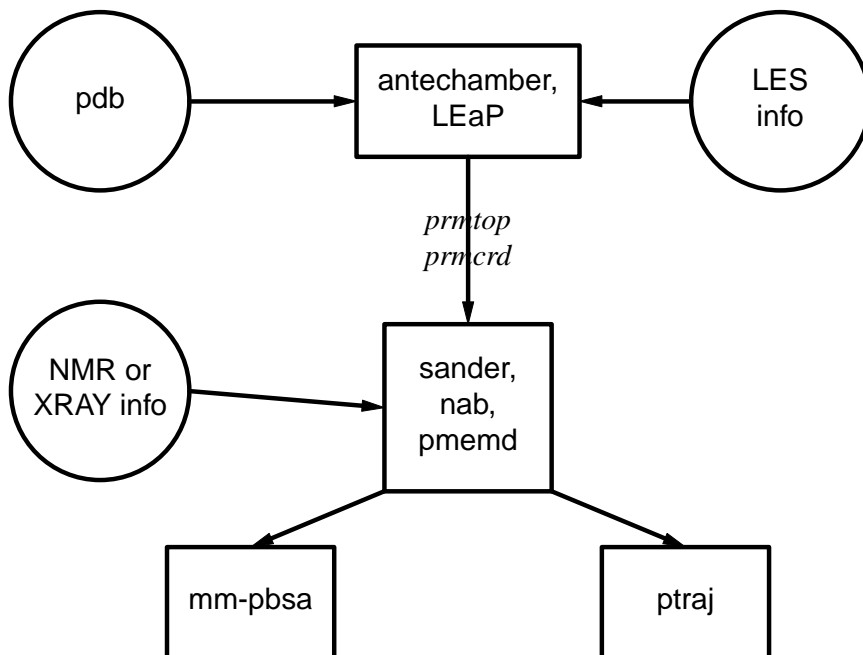 pdb
antechamber,
LEaP
LES
info
prmtop
prmcrd
NMR or
XRAY info
sander,
nab,
pmemd
mm-pbsa
ptraj